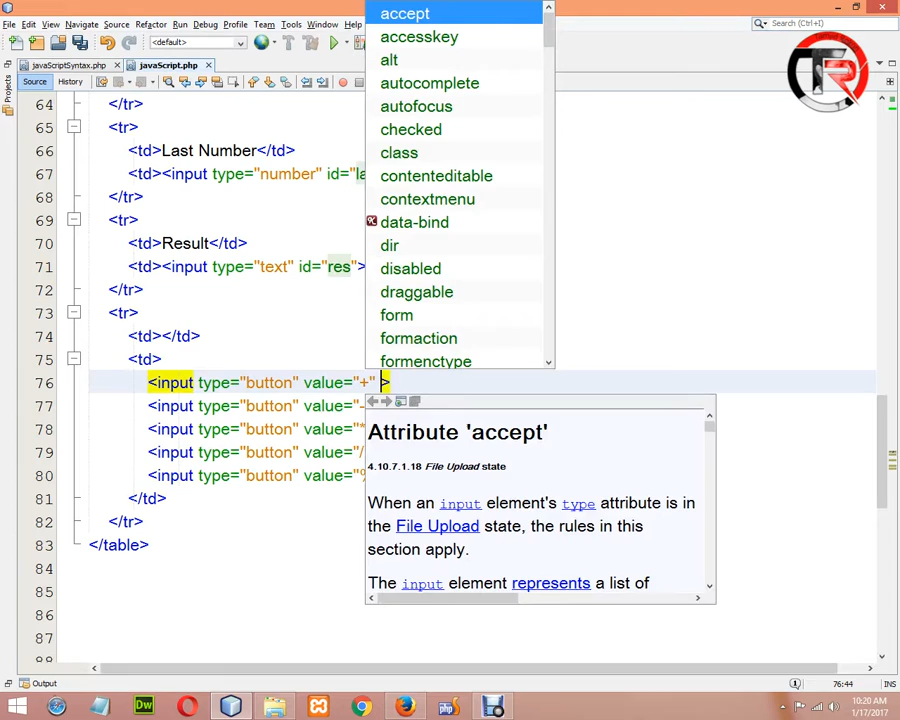 File Edit View Navigate Source Refactor Run Debug Profile Team Tools Window H
Search (Ctrl+I)
<default>
javaScriptSyntax.php
javaScript.php
Source History
Projects
TR
64 </tr>
65 <tr>
66 <td>Last Number</td>
67 <td><input type="number" id="la
68 </tr>
69 <tr>
70 <td>Result</td>
71 <td><input type="text" id="res">
72 </tr>
73 <tr>
74 <td></td>
75 <td>
76 <input type="button" value="+" >
77 <input type="button" value="-
78 <input type="button" value="*
79 <input type="button" value="/
80 <input type="button" value="%
81 </td>
82 </tr>
83 </table>
84
85
86
87
88
accept
accesskey
alt
autocomplete
autofocus
checked
class
contenteditable
contextmenu
data-bind
dir
disabled
draggable
form
formaction
formenctype
Attribute 'accept'
4.10.7.1.18 File Upload state
When an input element's type attribute is in
the File Upload state, the rules in this
section apply.
The input element represents a list of
Output
76:44 INS
Dw
php
10:20 AM
1/17/2017